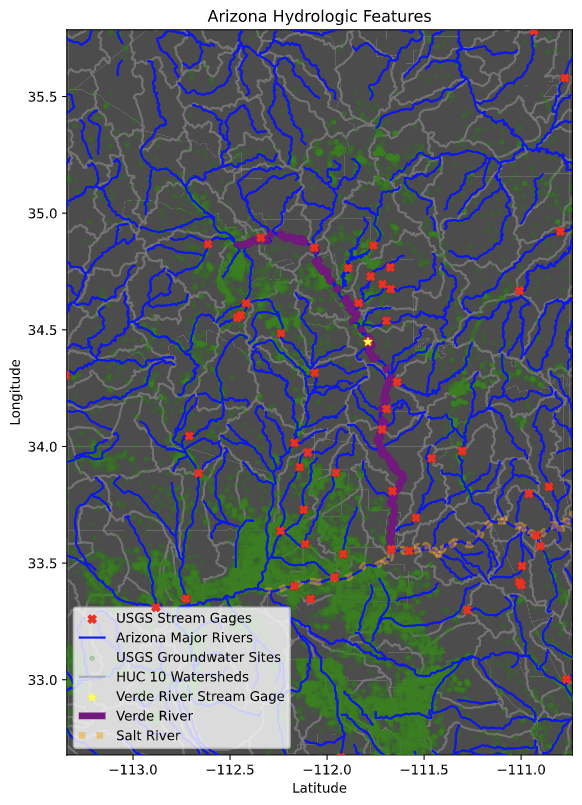 Arizona Hydrologic Features
35.5
35.0
34.5
34.0
33.5
33.0
Longitude
USGS Stream Gages
Arizona Major Rivers
USGS Groundwater Sites
HUC 10 Watersheds
Verde River Stream Gage
Verde River
Salt River
−113.0 −112.5 −112.0 −111.5 −111.0
Latitude